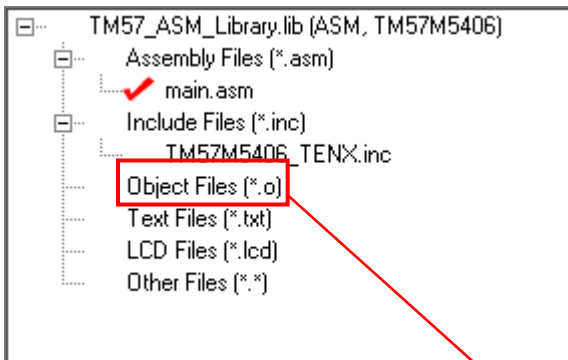 TM57_ASM_Library.lib (ASM, TM57M5406)
Assembly Files (*.asm)
main.asm
Include Files (*.inc)
TM57M5406_TENX.inc
Object Files (*.o)
Text Files (*.txt)
LCD Files (*.lcd)
Other Files (*.*)